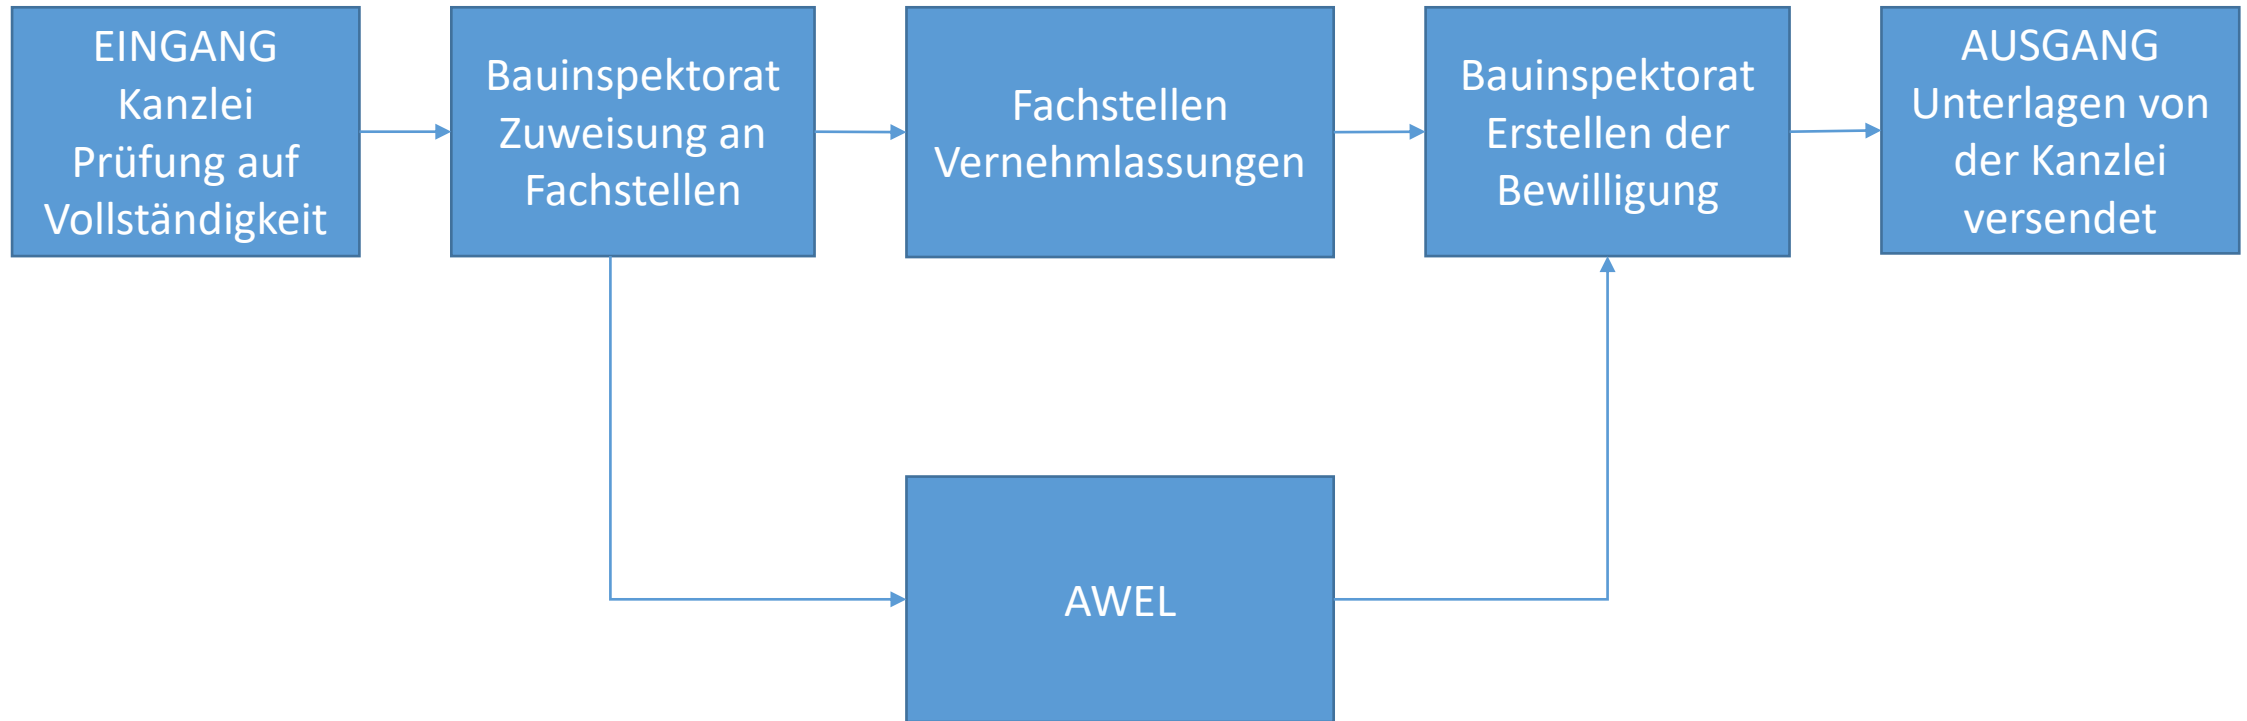 EINGANG
Kanzlei
Prüfung auf
Vollständigkeit
Bauinspektorat
Zuweisung an
Fachstellen
Fachstellen
Vernehmlassungen
Bauinspektorat
Erstellen der
Bewilligung
AUSGANG
Unterlagen von
der Kanzlei
versendet
AWEL